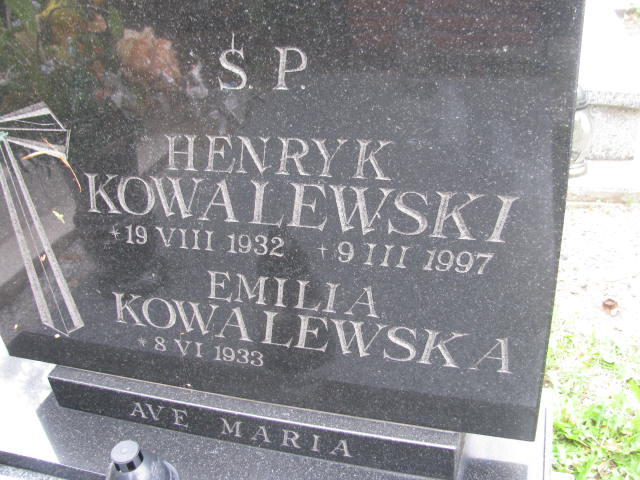 Ś. P.
HENRYK
KOWALEWSKI
*19 VIII 1932 +9 III 1997
EMILIA
KOWALEWSKA
*8 VI 1933
AVE MARIA